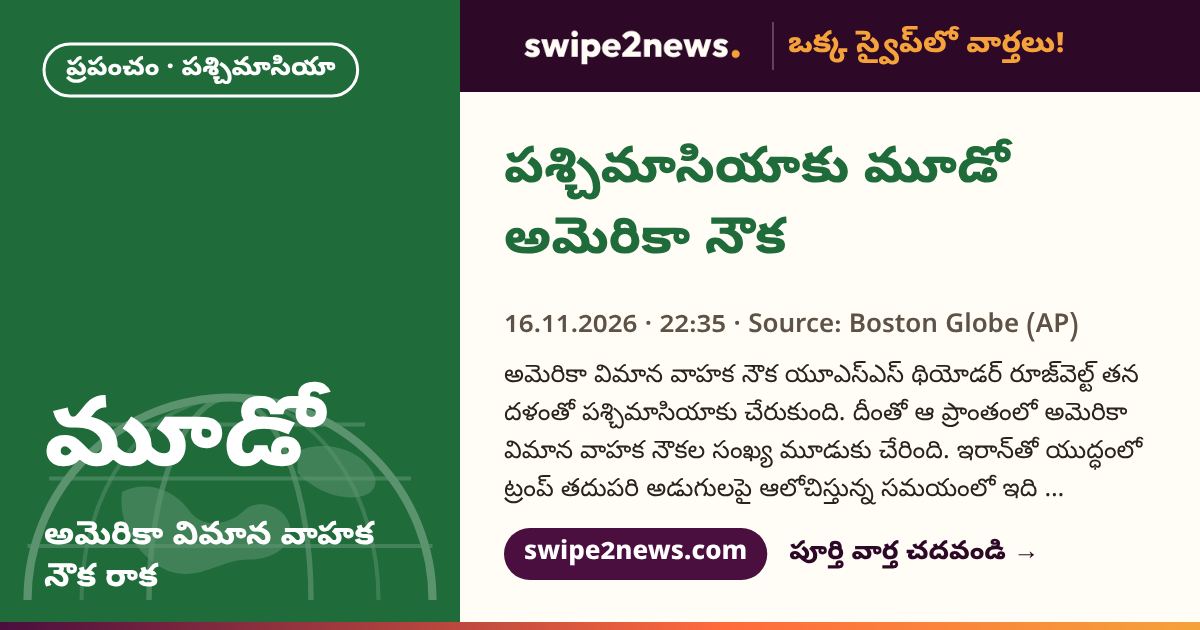 ప్రపంచం · పశ్చిమాసియా
మూడో
అమెరికా విమాన వాహక
నౌక రాక
swipe2news.
ఒక్క స్వైప్‌లో వార్తలు!
పశ్చిమాసియాకు మూడో
అమెరికా నౌక
16.11.2026 · 22:35 · Source: Boston Globe (AP)
అమెరికా విమాన వాహక నౌక యూఎస్ఎస్ థియోడర్ రూజ్‌వెల్ట్ తన
దళంతో పశ్చిమాసియాకు చేరుకుంది. దీంతో ఆ ప్రాంతంలో అమెరికా
విమాన వాహక నౌకల సంఖ్య మూడుకు చేరింది. ఇరాన్‌తో యుద్ధంలో
ట్రంప్ తదుపరి అడుగులపై ఆలోచిస్తున్న సమయంలో ఇది ...
swipe2news.com
పూర్తి వార్త చదవండి →